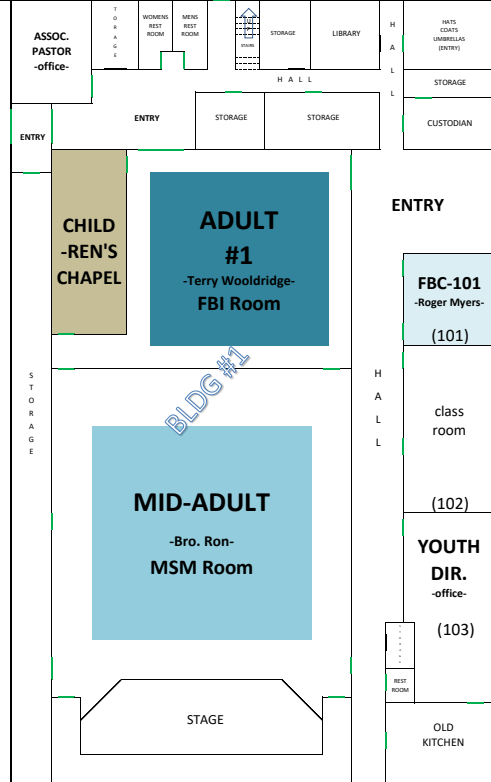 ASSOC.
PASTOR
-office-
STORAGE
WOMENS
REST
ROOM
MENS
REST
ROOM
UP
STAIRS
STORAGE
LIBRARY
HALL
HATS
COATS
UMBRELLAS
(ENTRY)
HALL
STORAGE
ENTRY
ENTRY
STORAGE
STORAGE
CUSTODIAN
CHILD
-REN'S
CHAPEL
ADULT
#1
-Terry Wooldridge-
FBI Room
ENTRY
FBC-101
-Roger Myers-
(101)
STORAGE
BLDG #1
HALL
class
room
(102)
MID-ADULT
-Bro. Ron-
MSM Room
YOUTH
DIR.
-office-
(103)
REST
ROOM
STAGE
OLD
KITCHEN